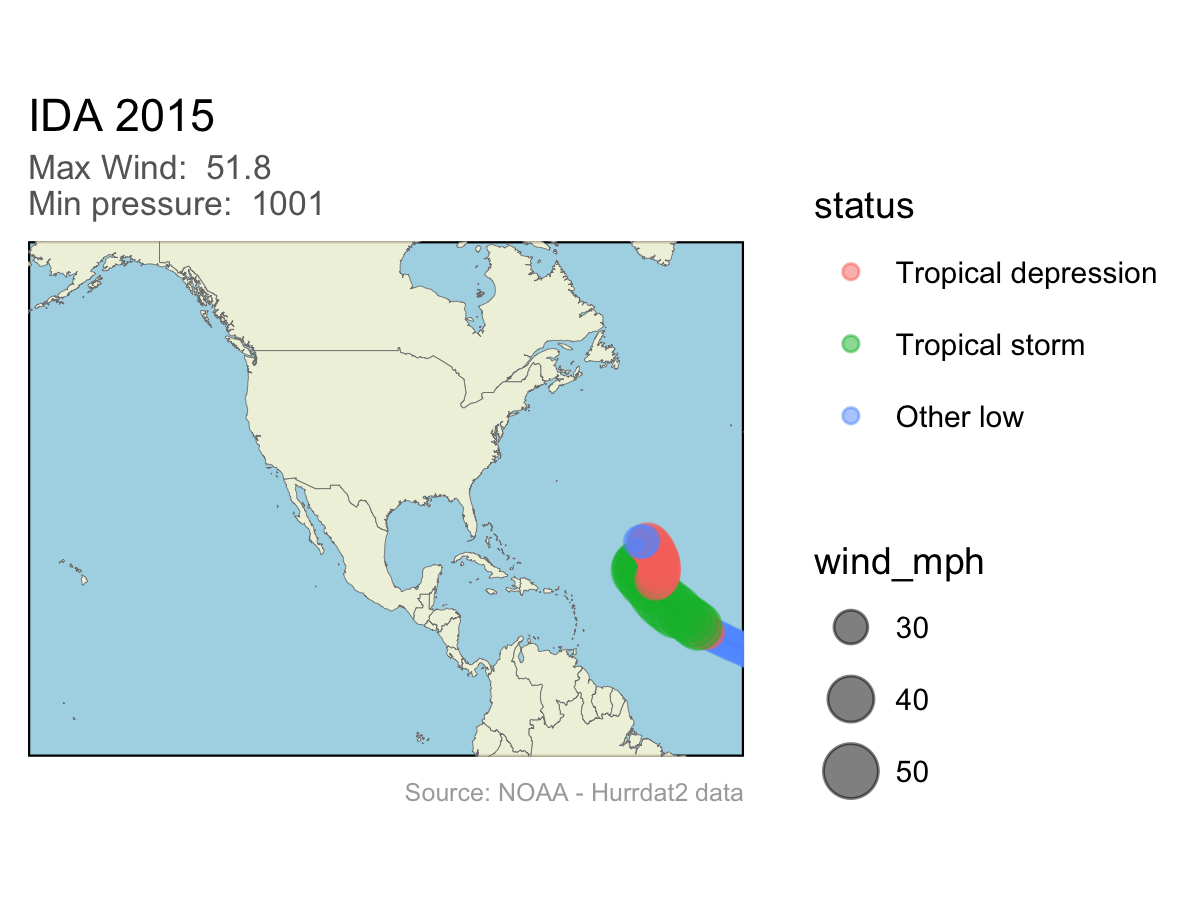 IDA 2015
Max Wind:  51.8
Min pressure:  1001
status
Tropical depression
Tropical storm
Other low
wind_mph
30
40
50
Source: NOAA - Hurrdat2 data